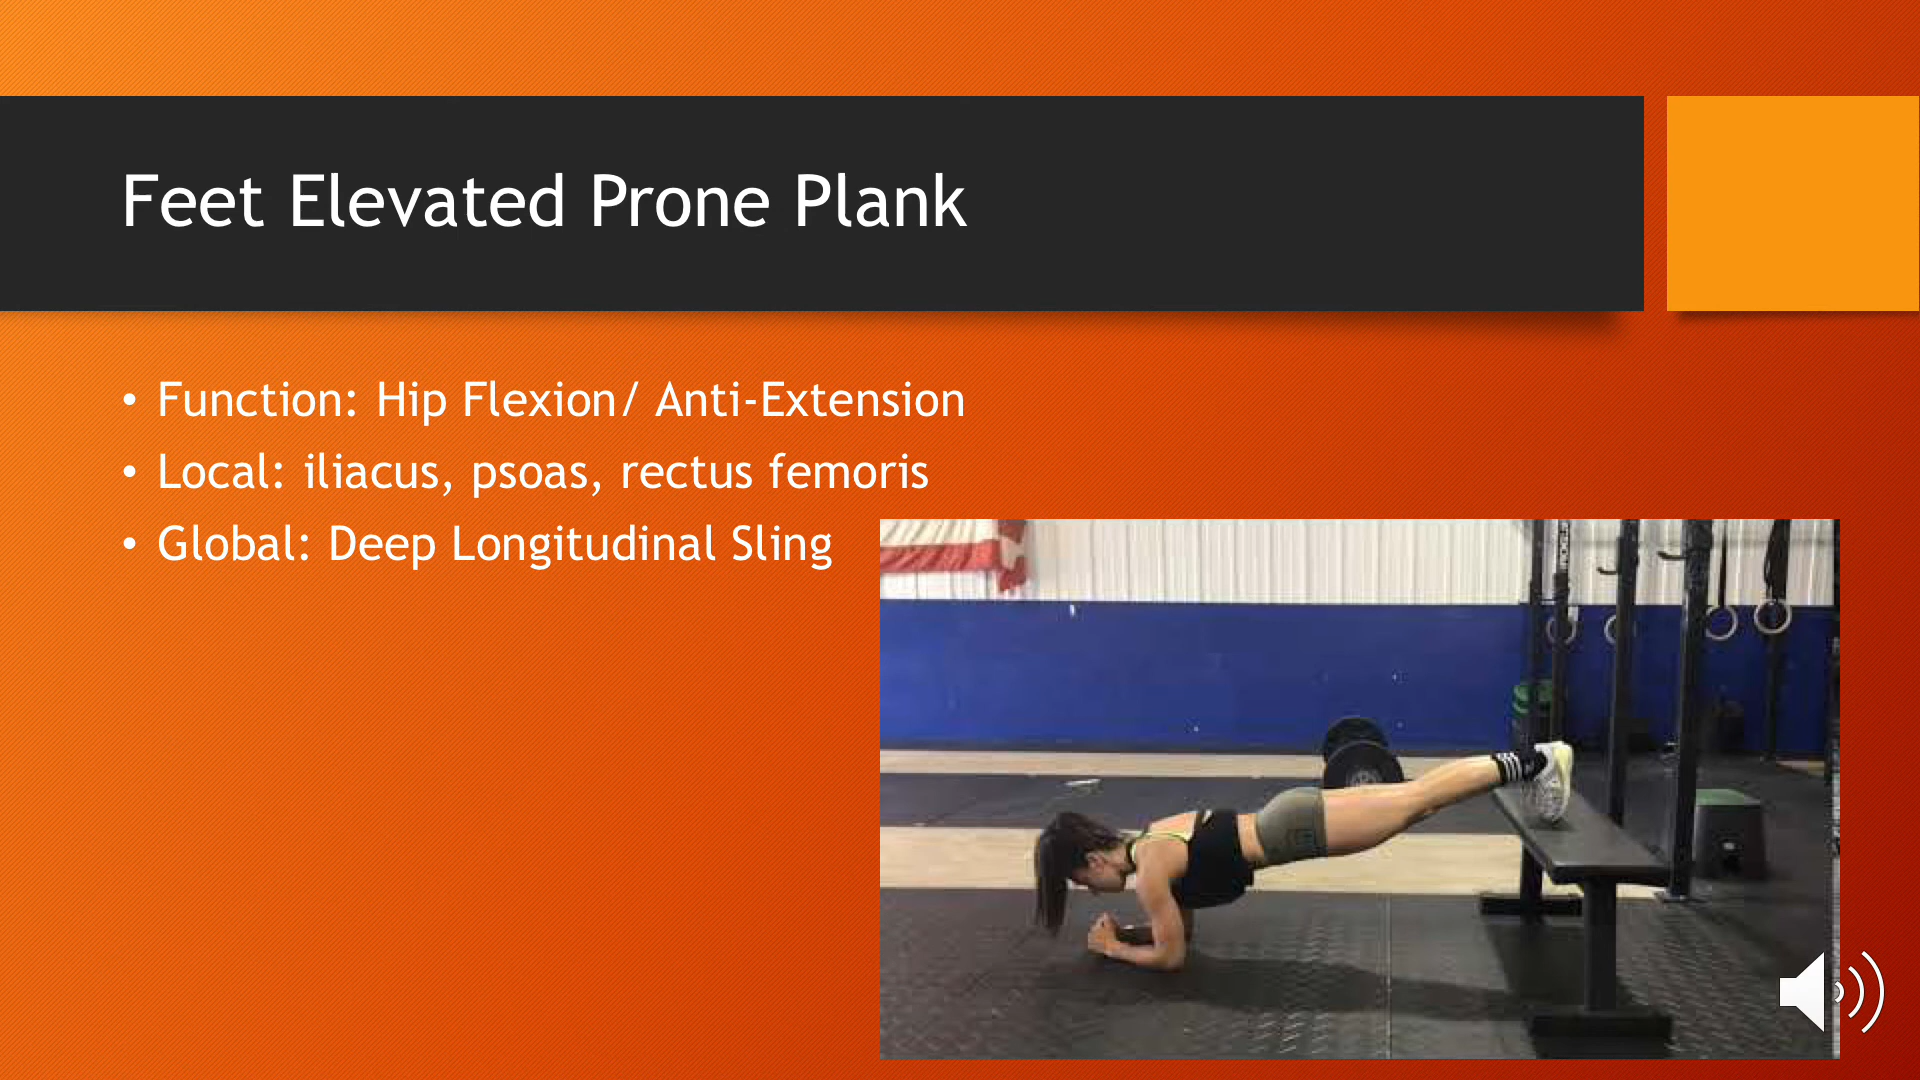 Feet Elevated Prone Plank
• Function: Hip Flexion/ Anti-Extension
• Local: iliacus, psoas, rectus femoris
• Global: Deep Longitudinal Sling